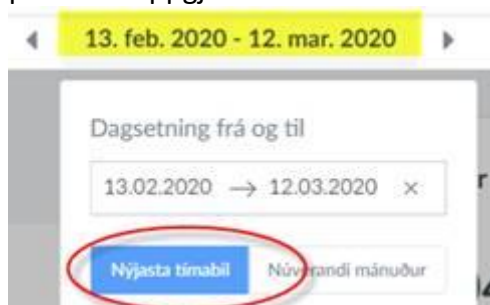 13. feb. 2020 - 12. mar. 2020
Dagsetning frá og til
13.02.2020 → 12.03.2020 ×
Nýjasta tímabil Núverandi mánuður